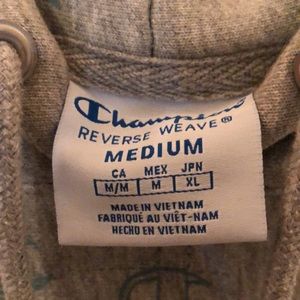 Champion
REVERSE WEAVE®
MEDIUM
CA MEX JPN
M/M M XL
MADE IN VIETNAM
FABRIQUÉ AU VIÊT-NAM
HECHO EN VIETNAM